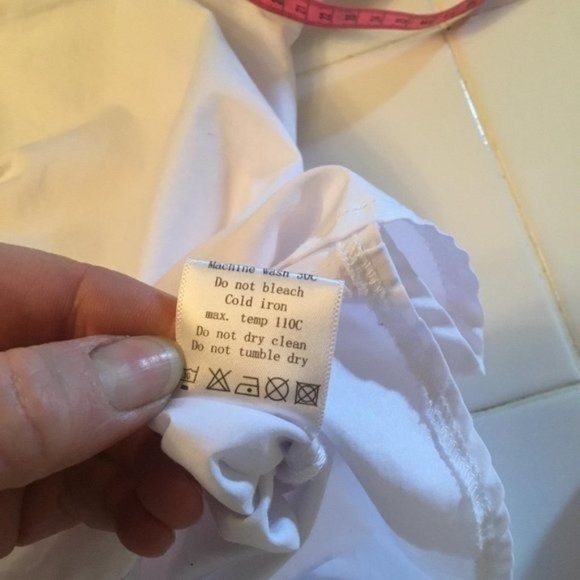 Machine wash 30C
Do not bleach
Cold iron
max. temp 110C
Do not dry clean
Do not tumble dry